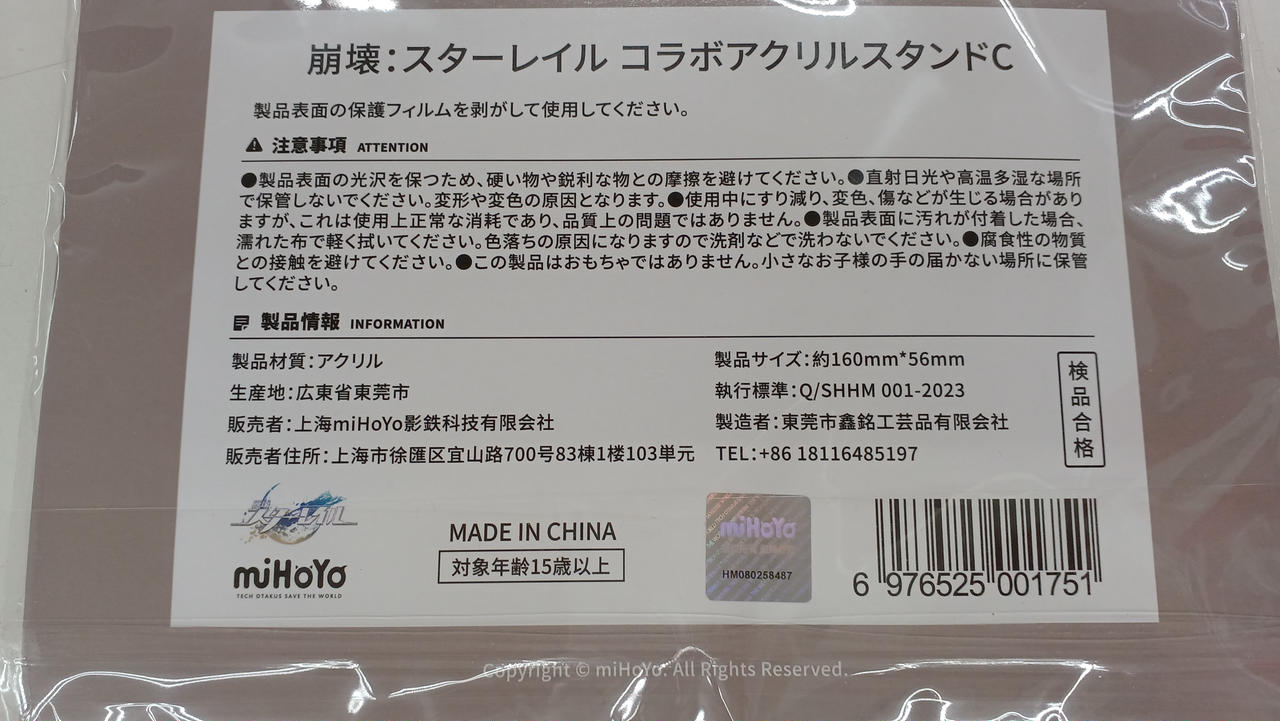 崩壊：スターレイル コラボアクリルスタンドC
製品表面の保護フィルムを剥がして使用してください。
注意事項 ATTENTION
●製品表面の光沢を保つため、硬い物や鋭利な物との摩擦を避けてください。●直射日光や高温多湿な場所
で保管しないでください。変形や変色の原因となります。●使用中にすり減り、変色、傷などが生じる場合があり
ますが、これは使用上正常な消耗であり、品質上の問題ではありません。●製品表面に汚れが付着した場合、
濡れた布で軽く拭いてください。色落ちの原因になりますので洗剤などで洗わないでください。●腐食性の物質
との接触を避けてください。●この製品はおもちゃではありません。小さなお子様の手の届かない場所に保管
してください。
製品情報 INFORMATION
製品材質：アクリル
生産地：広東省東莞市
販売者：上海miHoYo影鉄科技有限会社
販売者住所：上海市徐匯区宜山路700号83棟1楼103単元
製品サイズ：約160mm*56mm
執行標準：Q/SHHM 001-2023
製造者：東莞市鑫銘工芸品有限会社
TEL：+86 18116485197
検品合格
スターレイル
miHoYo
TECH OTAKUS SAVE THE WORLD
MADE IN CHINA
対象年齢15歳以上
miHoYo
HM080258487
6 976525 001751
Copyright © miHoYo. All Rights Reserved.